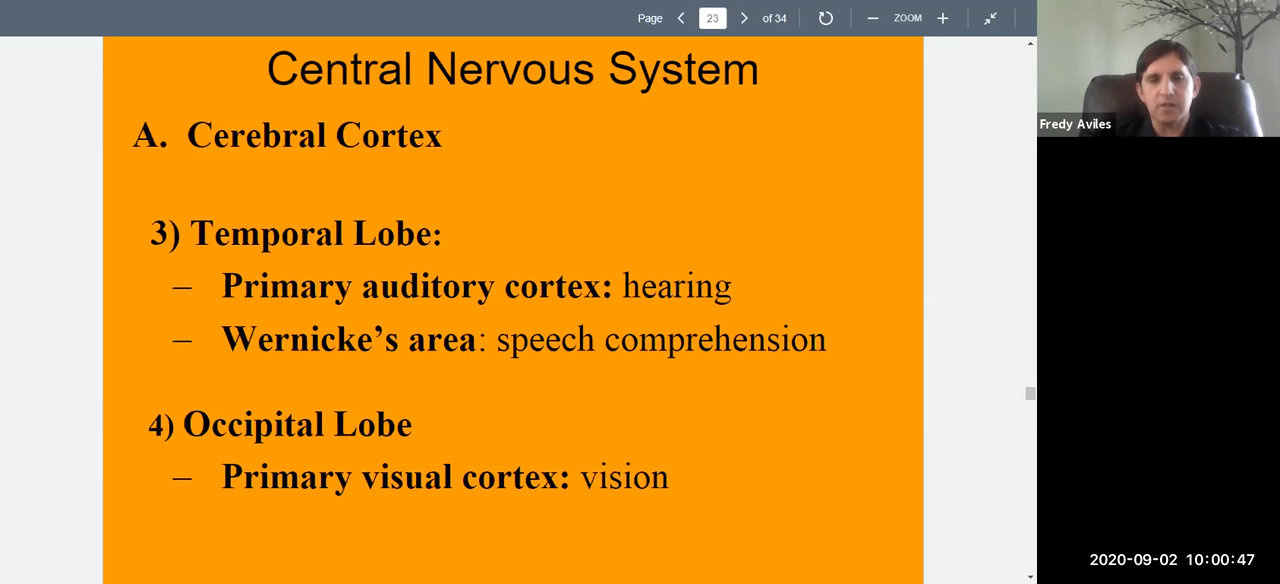 Page 23 of 34 ZOOM
Central Nervous System
A. Cerebral Cortex
3) Temporal Lobe:
– Primary auditory cortex: hearing
– Wernicke’s area: speech comprehension
4) Occipital Lobe
– Primary visual cortex: vision
Fredy Aviles
2020-09-02 10:00:47